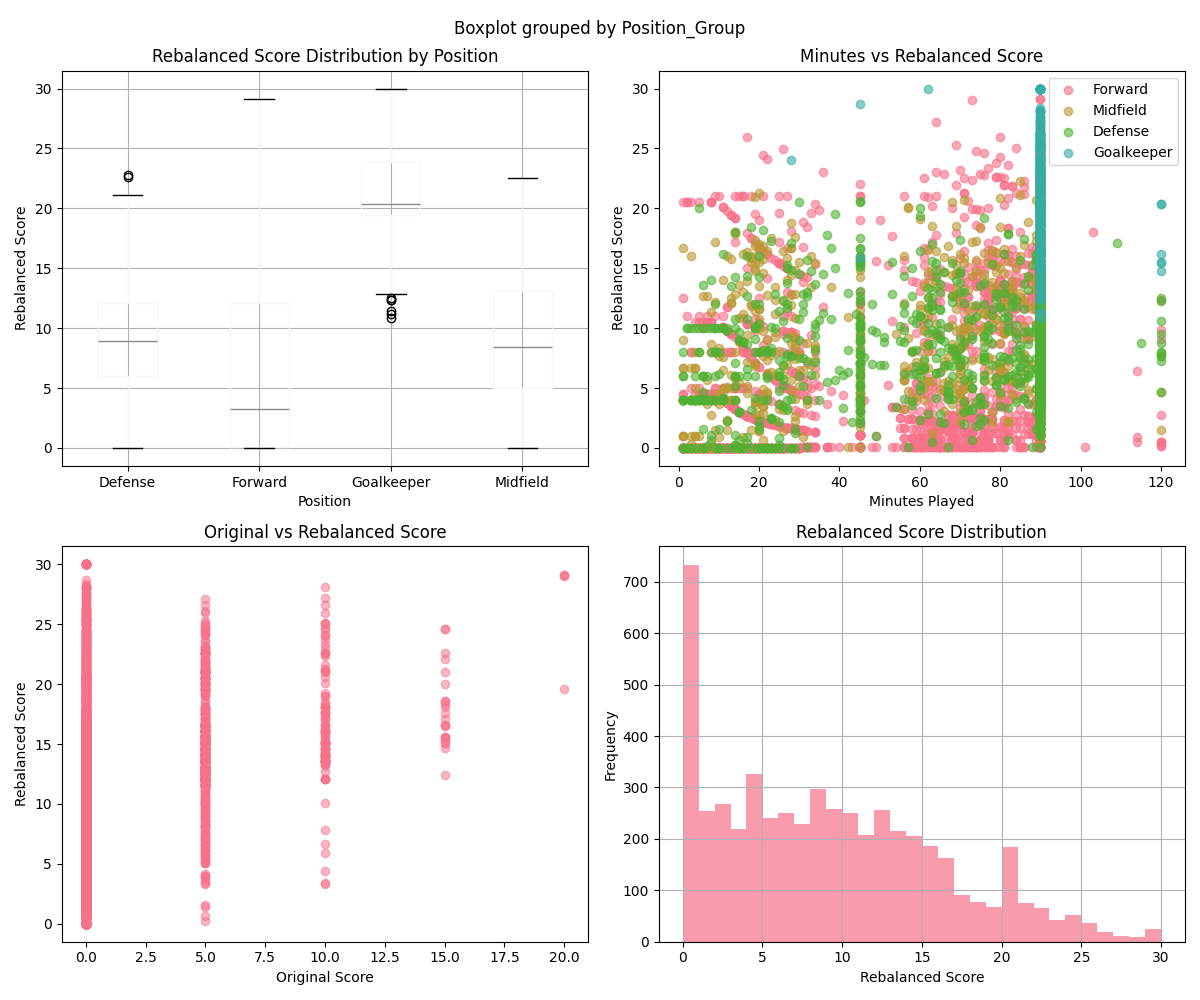 Boxplot grouped by Position_Group
Rebalanced Score Distribution by Position
Rebalanced Score
30
25
20
15
10
5
0
Defense Forward Goalkeeper Midfield
Position
Minutes vs Rebalanced Score
Rebalanced Score
30
25
20
15
10
5
0
Forward
Midfield
Defense
Goalkeeper
0 20 40 60 80 100 120
Minutes Played
Original vs Rebalanced Score
Rebalanced Score
30
25
20
15
10
5
0
0.0 2.5 5.0 7.5 10.0 12.5 15.0 17.5 20.0
Original Score
Rebalanced Score Distribution
Frequency
700
600
500
400
300
200
100
0
0 5 10 15 20 25 30
Rebalanced Score